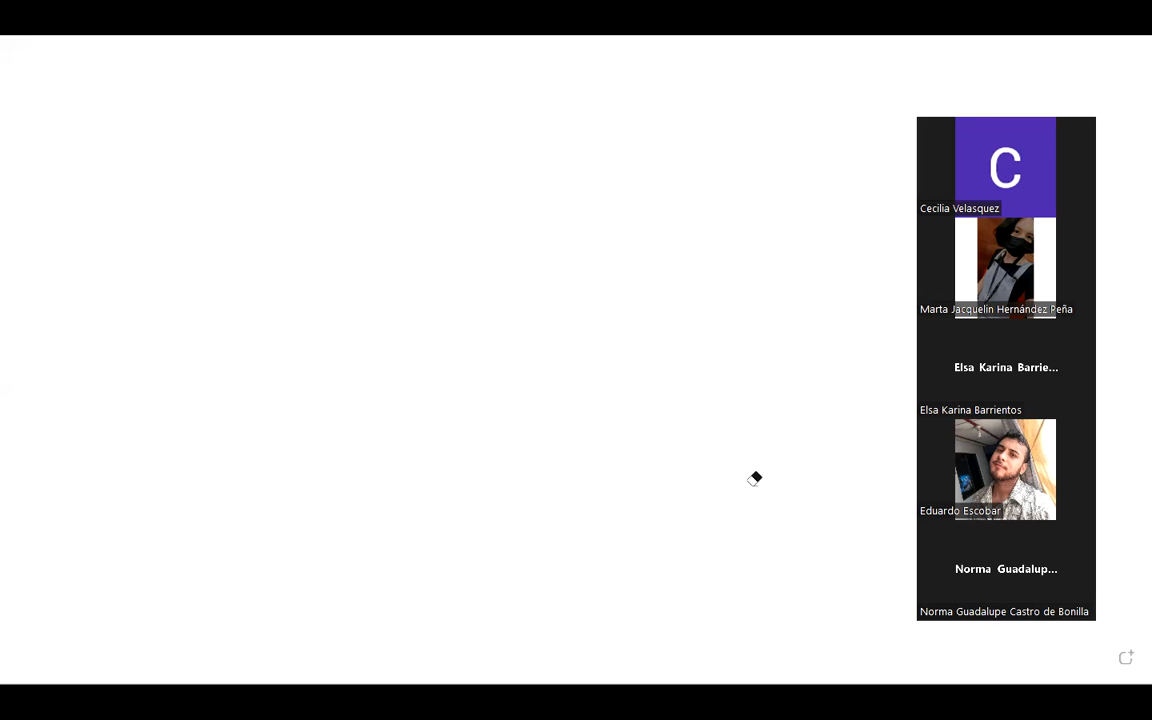 C
Cecilia Velasquez
Marta Jacquelin Hernández Peña
Elsa Karina Barrie...
Elsa Karina Barrientos
Eduardo Escobar
Norma Guadalup...
Norma Guadalupe Castro de Bonilla